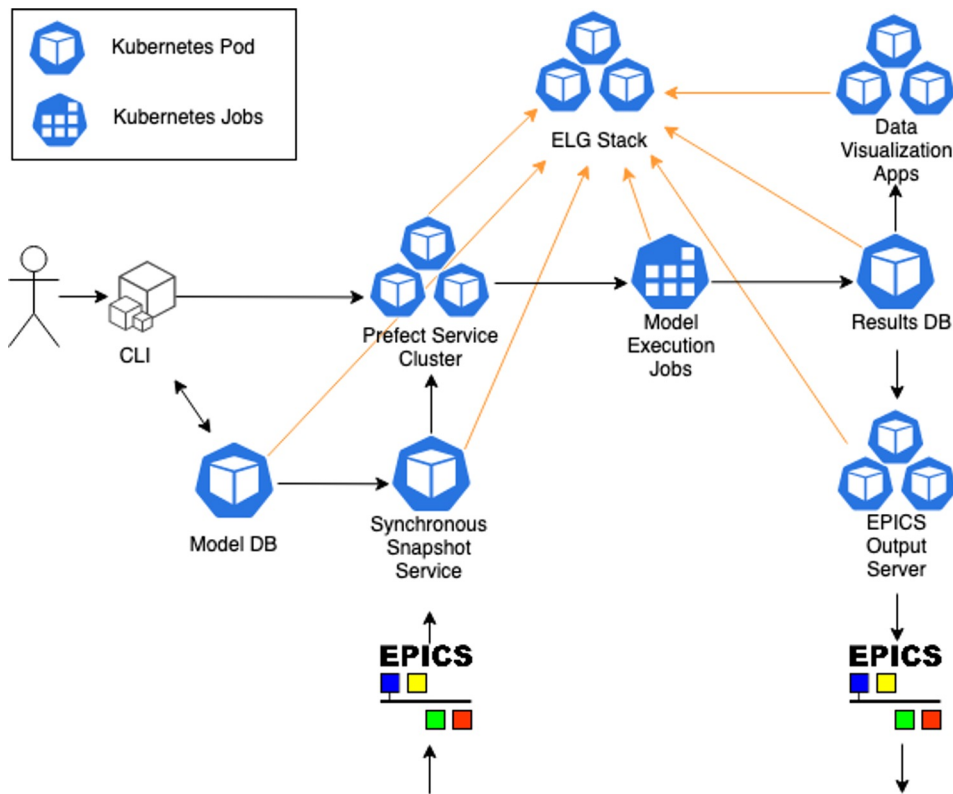 Kubernetes Pod
Kubernetes Jobs
ELG Stack
Data
Visualization
Apps
CLI
Prefect Service
Cluster
Model
Execution
Jobs
Results DB
Model DB
Synchronous
Snapshot
Service
EPICS
Output
Server
EPICS
EPICS